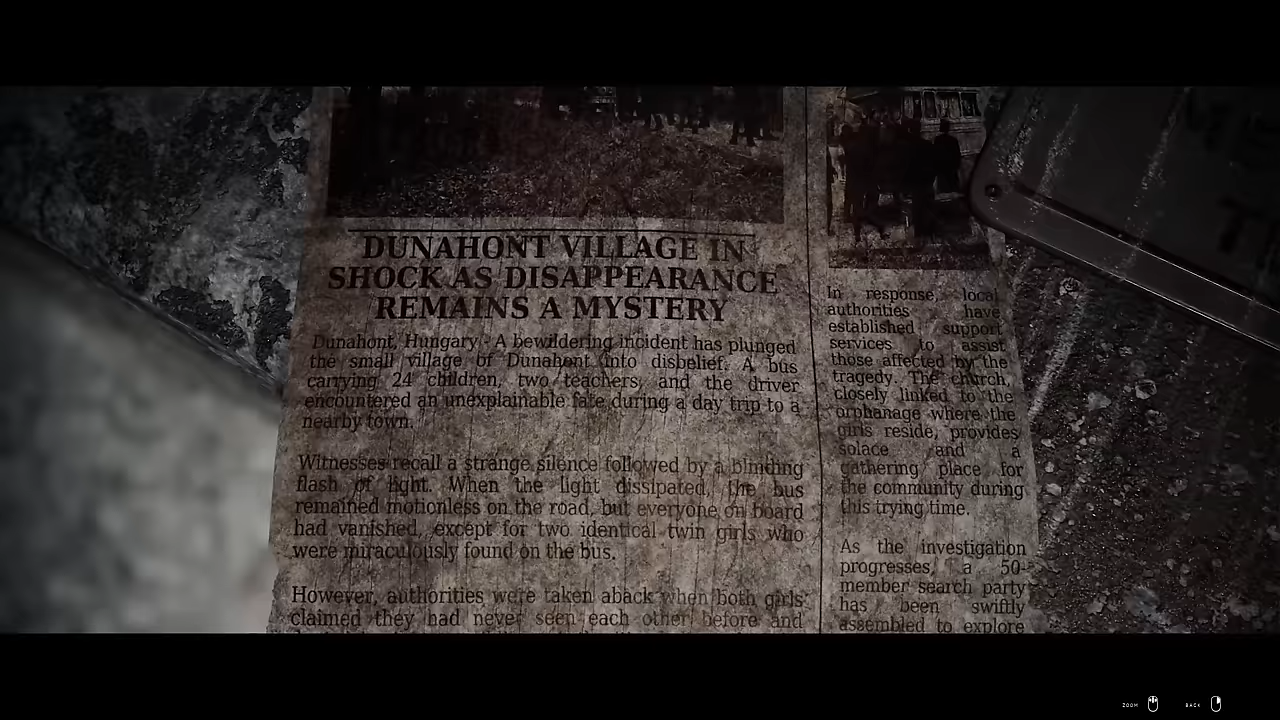 DUNAHONT VILLAGE IN
SHOCK AS DISAPPEARANCE
REMAINS A MYSTERY
Dunahont, Hungary - A bewildering incident has plunged
the small village of Dunahont into disbelief. A bus
carrying 24 children, two teachers, and the driver
encountered an unexplainable fate during a day trip to a
nearby town.
Witnesses recall a strange silence followed by a blinding
flash of light. When the light dissipated, the bus
remained motionless on the road, but everyone on board
had vanished, except for two identical twin girls who
were miraculously found on the bus.
However, authorities were taken aback when both girls
claimed they had never seen each other before and
In response, local
authorities have
established support
services to assist
those affected by the
tragedy. The church,
closely linked to the
orphanage where the
girls reside, provides
solace and a
gathering place for
the community during
this trying time.
As the investigation
progresses, a 50-
member search party
has been swiftly
assembled to explore
ZOOM
BACK